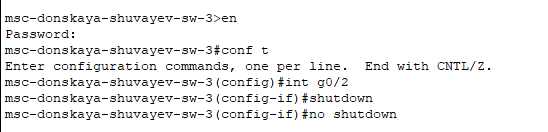 msc-donskaya-shuvayev-sw-3>en
Password:
msc-donskaya-shuvayev-sw-3#conf t
Enter configuration commands, one per line.  End with CNTL/Z.
msc-donskaya-shuvayev-sw-3(config)#int g0/2
msc-donskaya-shuvayev-sw-3(config-if)#shutdown
msc-donskaya-shuvayev-sw-3(config-if)#no shutdown